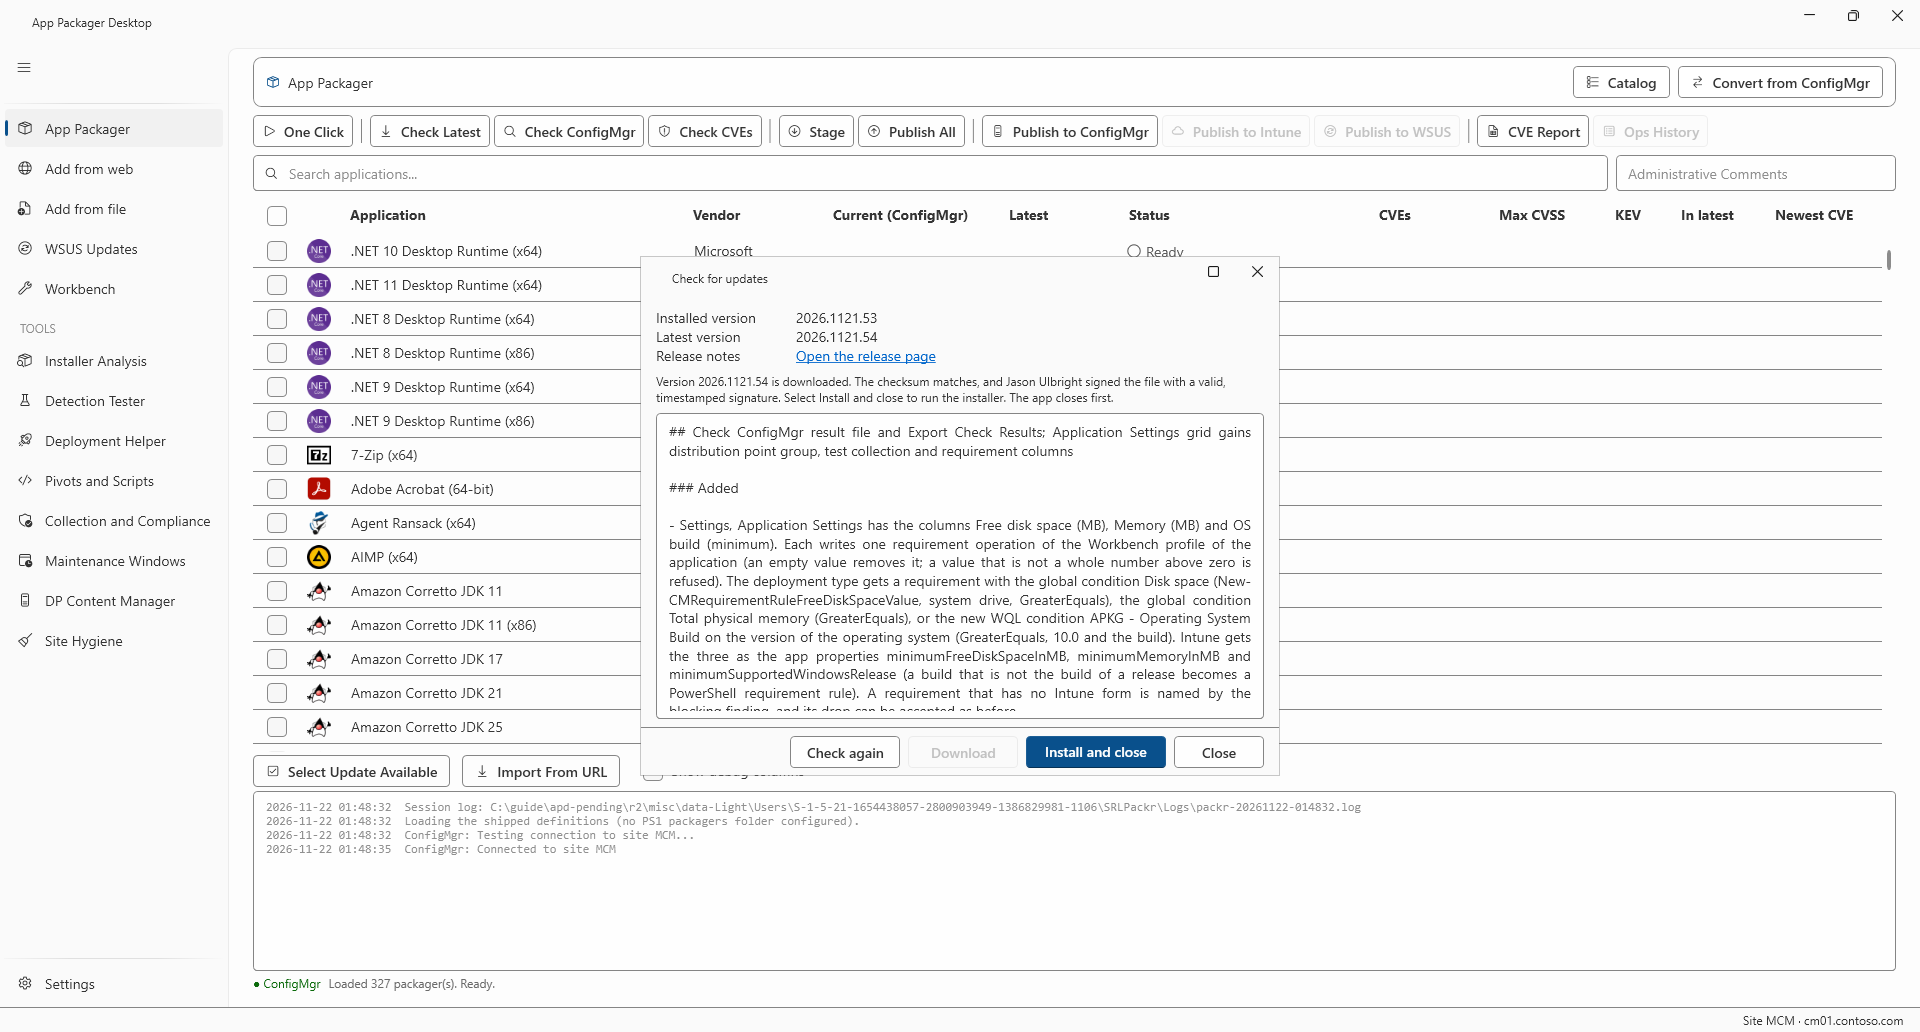 App Packager Desktop
App Packager
Add from web
Add from file
WSUS Updates
Workbench
TOOLS
Installer Analysis
Detection Tester
Deployment Helper
Pivots and Scripts
Collection and Compliance
Maintenance Windows
DP Content Manager
Site Hygiene
Settings
App Packager
Catalog
Convert from ConfigMgr
One Click
Check Latest
Check ConfigMgr
Check CVEs
Stage
Publish All
Publish to ConfigMgr
Publish to Intune
Publish to WSUS
CVE Report
Ops History
Search applications...
Administrative Comments
Application Vendor Current (ConfigMgr) Latest Status CVEs Max CVSS KEV In latest Newest CVE
.NET 10 Desktop Runtime (x64) Microsoft Ready
.NET 11 Desktop Runtime (x64)
.NET 8 Desktop Runtime (x64)
.NET 8 Desktop Runtime (x86)
.NET 9 Desktop Runtime (x64)
.NET 9 Desktop Runtime (x86)
7-Zip (x64)
Adobe Acrobat (64-bit)
Agent Ransack (x64)
AIMP (x64)
Amazon Corretto JDK 11
Amazon Corretto JDK 11 (x86)
Amazon Corretto JDK 17
Amazon Corretto JDK 21
Amazon Corretto JDK 25
Check for updates
Installed version 2026.1121.53
Latest version 2026.1121.54
Release notes Open the release page
Version 2026.1121.54 is downloaded. The checksum matches, and Jason Ulbright signed the file with a valid,
timestamped signature. Select Install and close to run the installer. The app closes first.
## Check ConfigMgr result file and Export Check Results; Application Settings grid gains
distribution point group, test collection and requirement columns
### Added
- Settings, Application Settings has the columns Free disk space (MB), Memory (MB) and OS
build (minimum). Each writes one requirement operation of the Workbench profile of the
application (an empty value removes it; a value that is not a whole number above zero is
refused). The deployment type gets a requirement with the global condition Disk space (New-
CMRequirementRuleFreeDiskSpaceValue, system drive, GreaterEquals), the global condition
Total physical memory (GreaterEquals), or the new WQL condition APKG - Operating System
Build on the version of the operating system (GreaterEquals, 10.0 and the build). Intune gets
the three as the app properties minimumFreeDiskSpaceInMB, minimumMemoryInMB and
minimumSupportedWindowsRelease (a build that is not the build of a release becomes a
PowerShell requirement rule). A requirement that has no Intune form is named by the
blocking finding, and its drop can be accepted as before.
Check again
Download
Install and close
Close
Select Update Available
Import From URL
2026-11-22 01:48:32 Session log: C:\guide\apd-pending\r2\misc\data-Light\Users\S-1-5-21-1654438057-2800903949-1386829981-1106\SRLPackr\Logs\packr-20261122-014832.log
2026-11-22 01:48:32 Loading the shipped definitions (no PS1 packagers folder configured).
2026-11-22 01:48:32 ConfigMgr: Testing connection to site MCM...
2026-11-22 01:48:35 ConfigMgr: Connected to site MCM
ConfigMgr Loaded 327 packager(s). Ready.
Site MCM · cm01.contoso.com